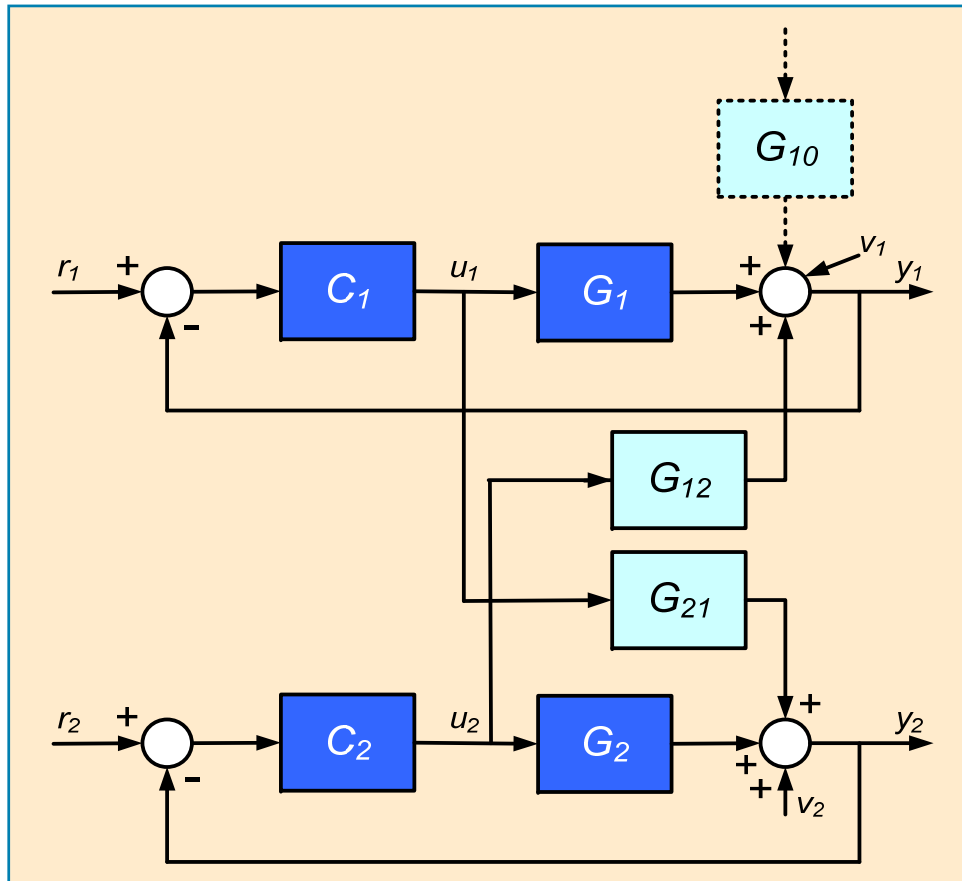 G10
v1
r1
+
-
C1
u1
G1
+
+
y1
G12
G21
r2
+
-
C2
u2
G2
+
+
+
v2
y2